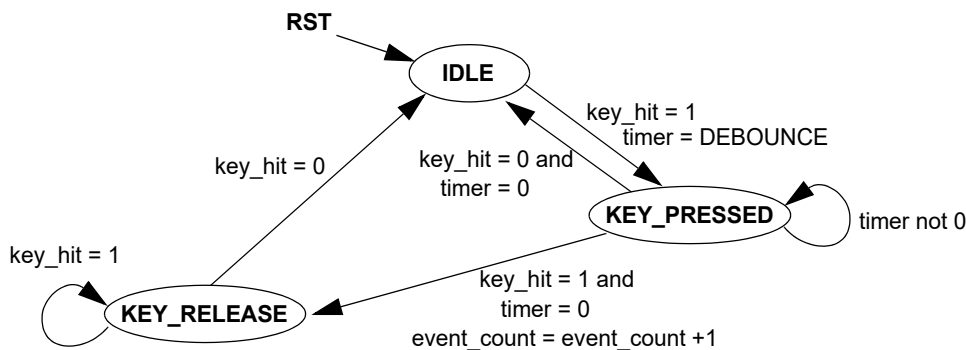 RST
IDLE
key_hit = 1
timer = DEBOUNCE
key_hit = 0 and
timer = 0
key_hit = 0
KEY_PRESSED
timer not 0
key_hit = 1
key_hit = 1 and
timer = 0
event_count = event_count +1
KEY_RELEASE